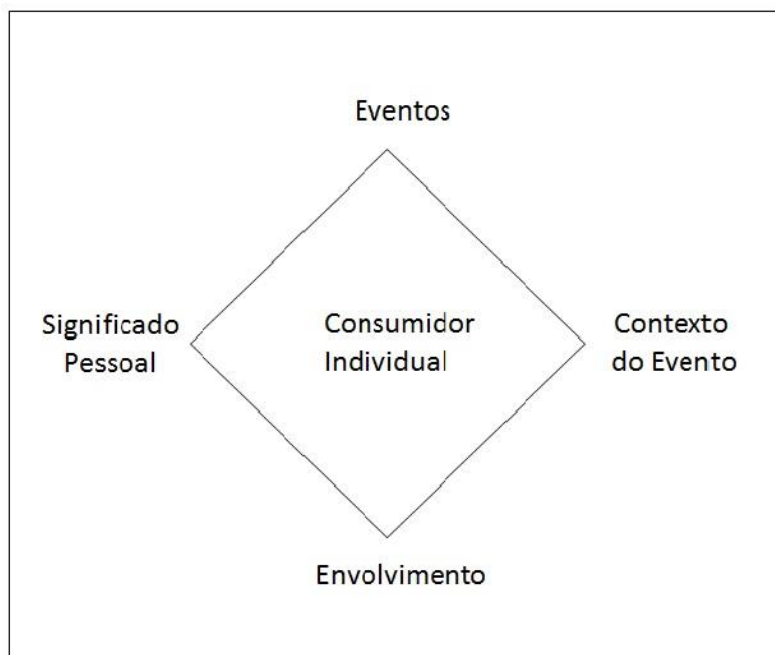 Eventos
Significado
Pessoal
Consumidor
Individual
Contexto
do Evento
Envolvimento